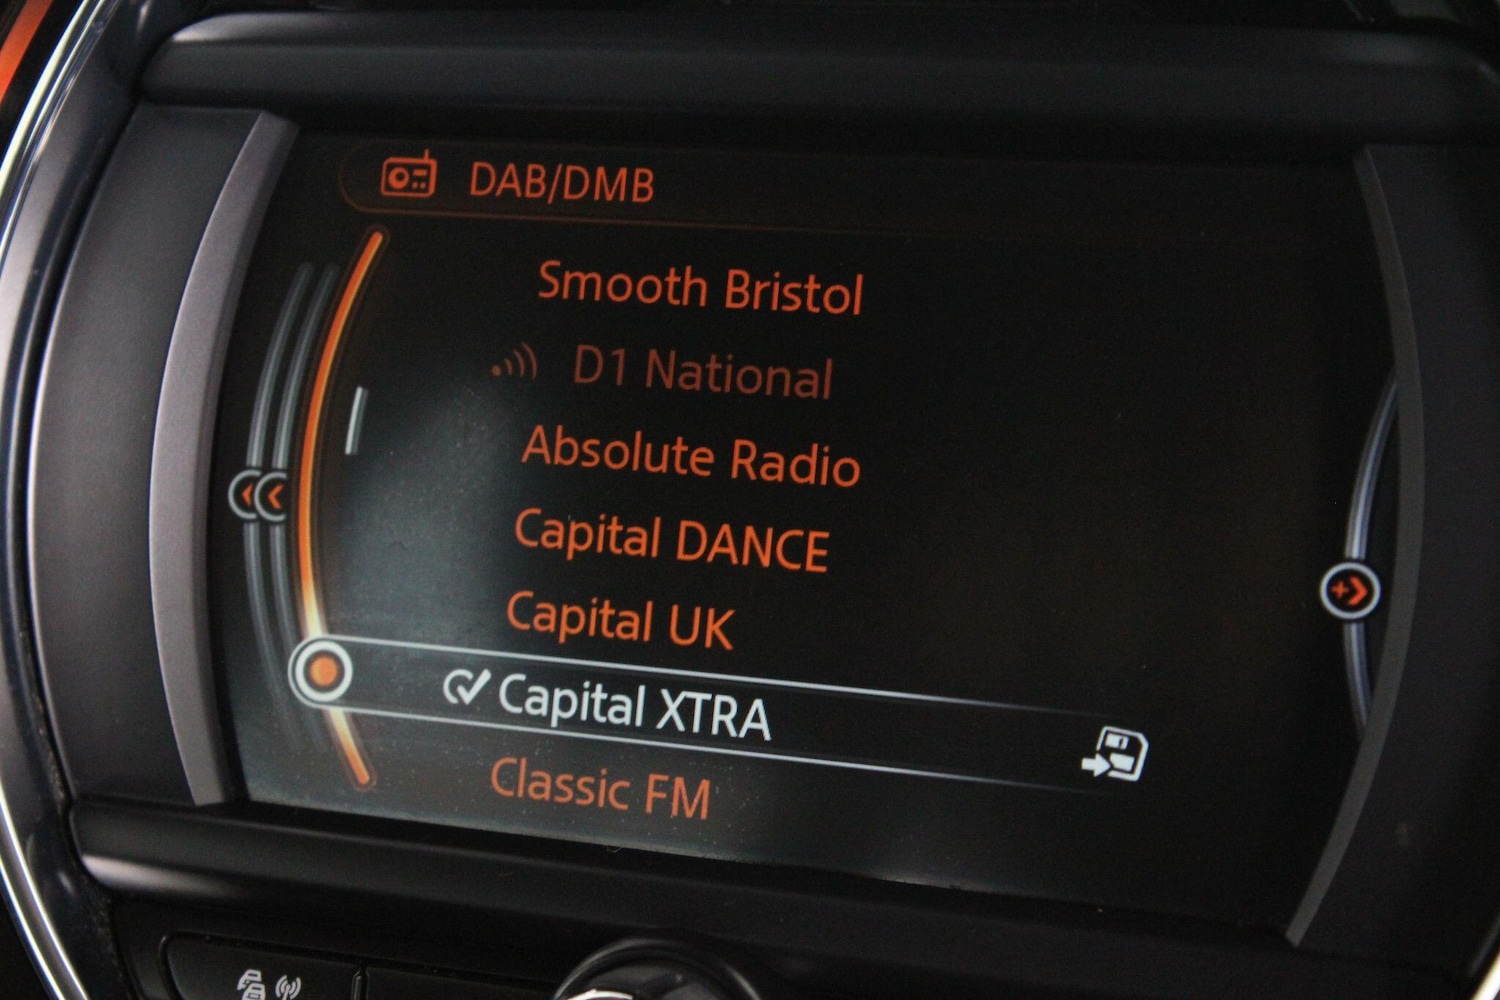 DAB/DMB
Smooth Bristol
D1 National
Absolute Radio
Capital DANCE
Capital UK
Capital XTRA
Classic FM